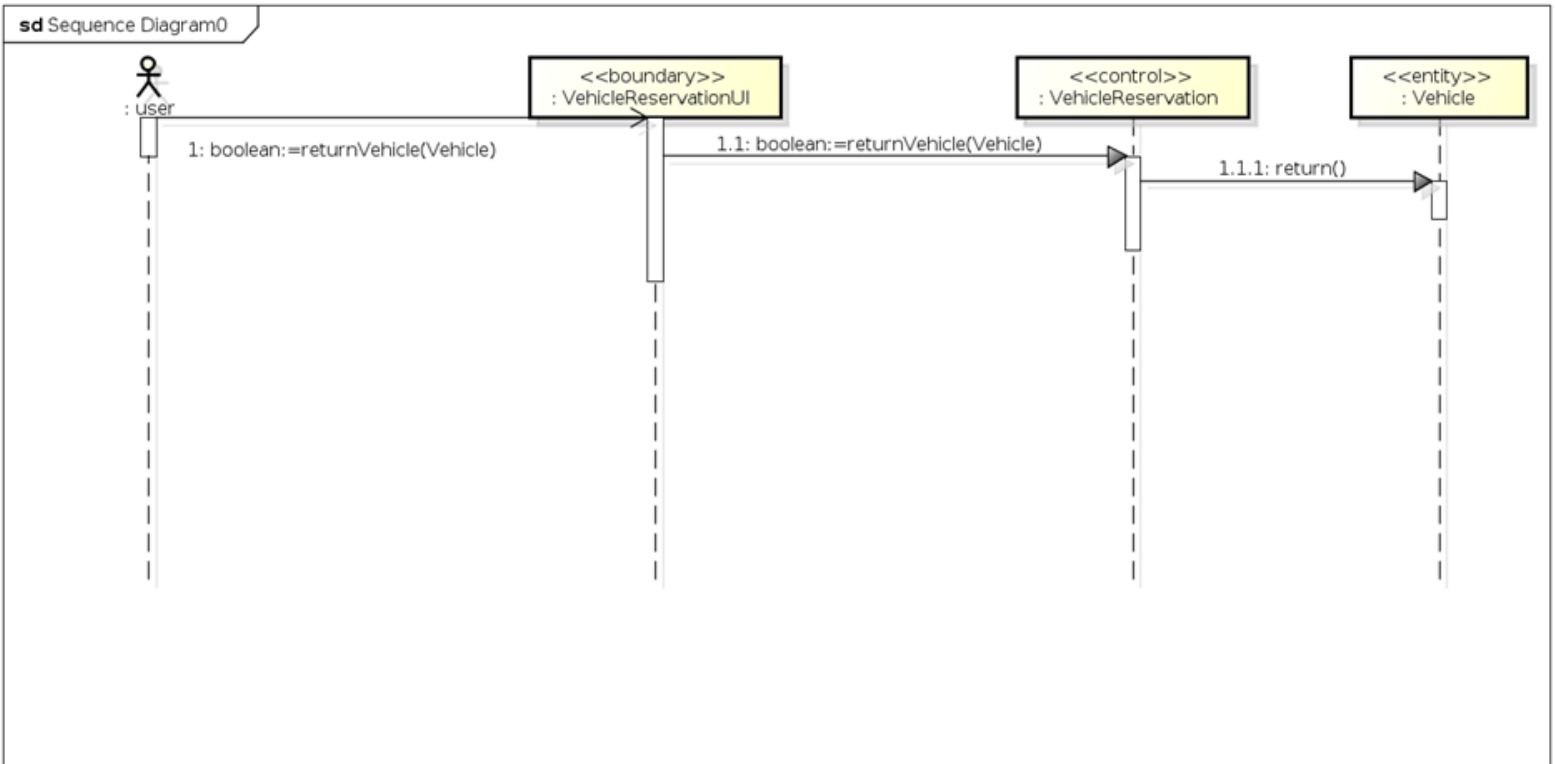 sd Sequence Diagram0
: user
<<boundary>>
: VehicleReservationUI
<<control>>
: VehicleReservation
<<entity>>
: Vehicle
1: boolean:=returnVehicle(Vehicle)
1.1: boolean:=returnVehicle(Vehicle)
1.1.1: return()